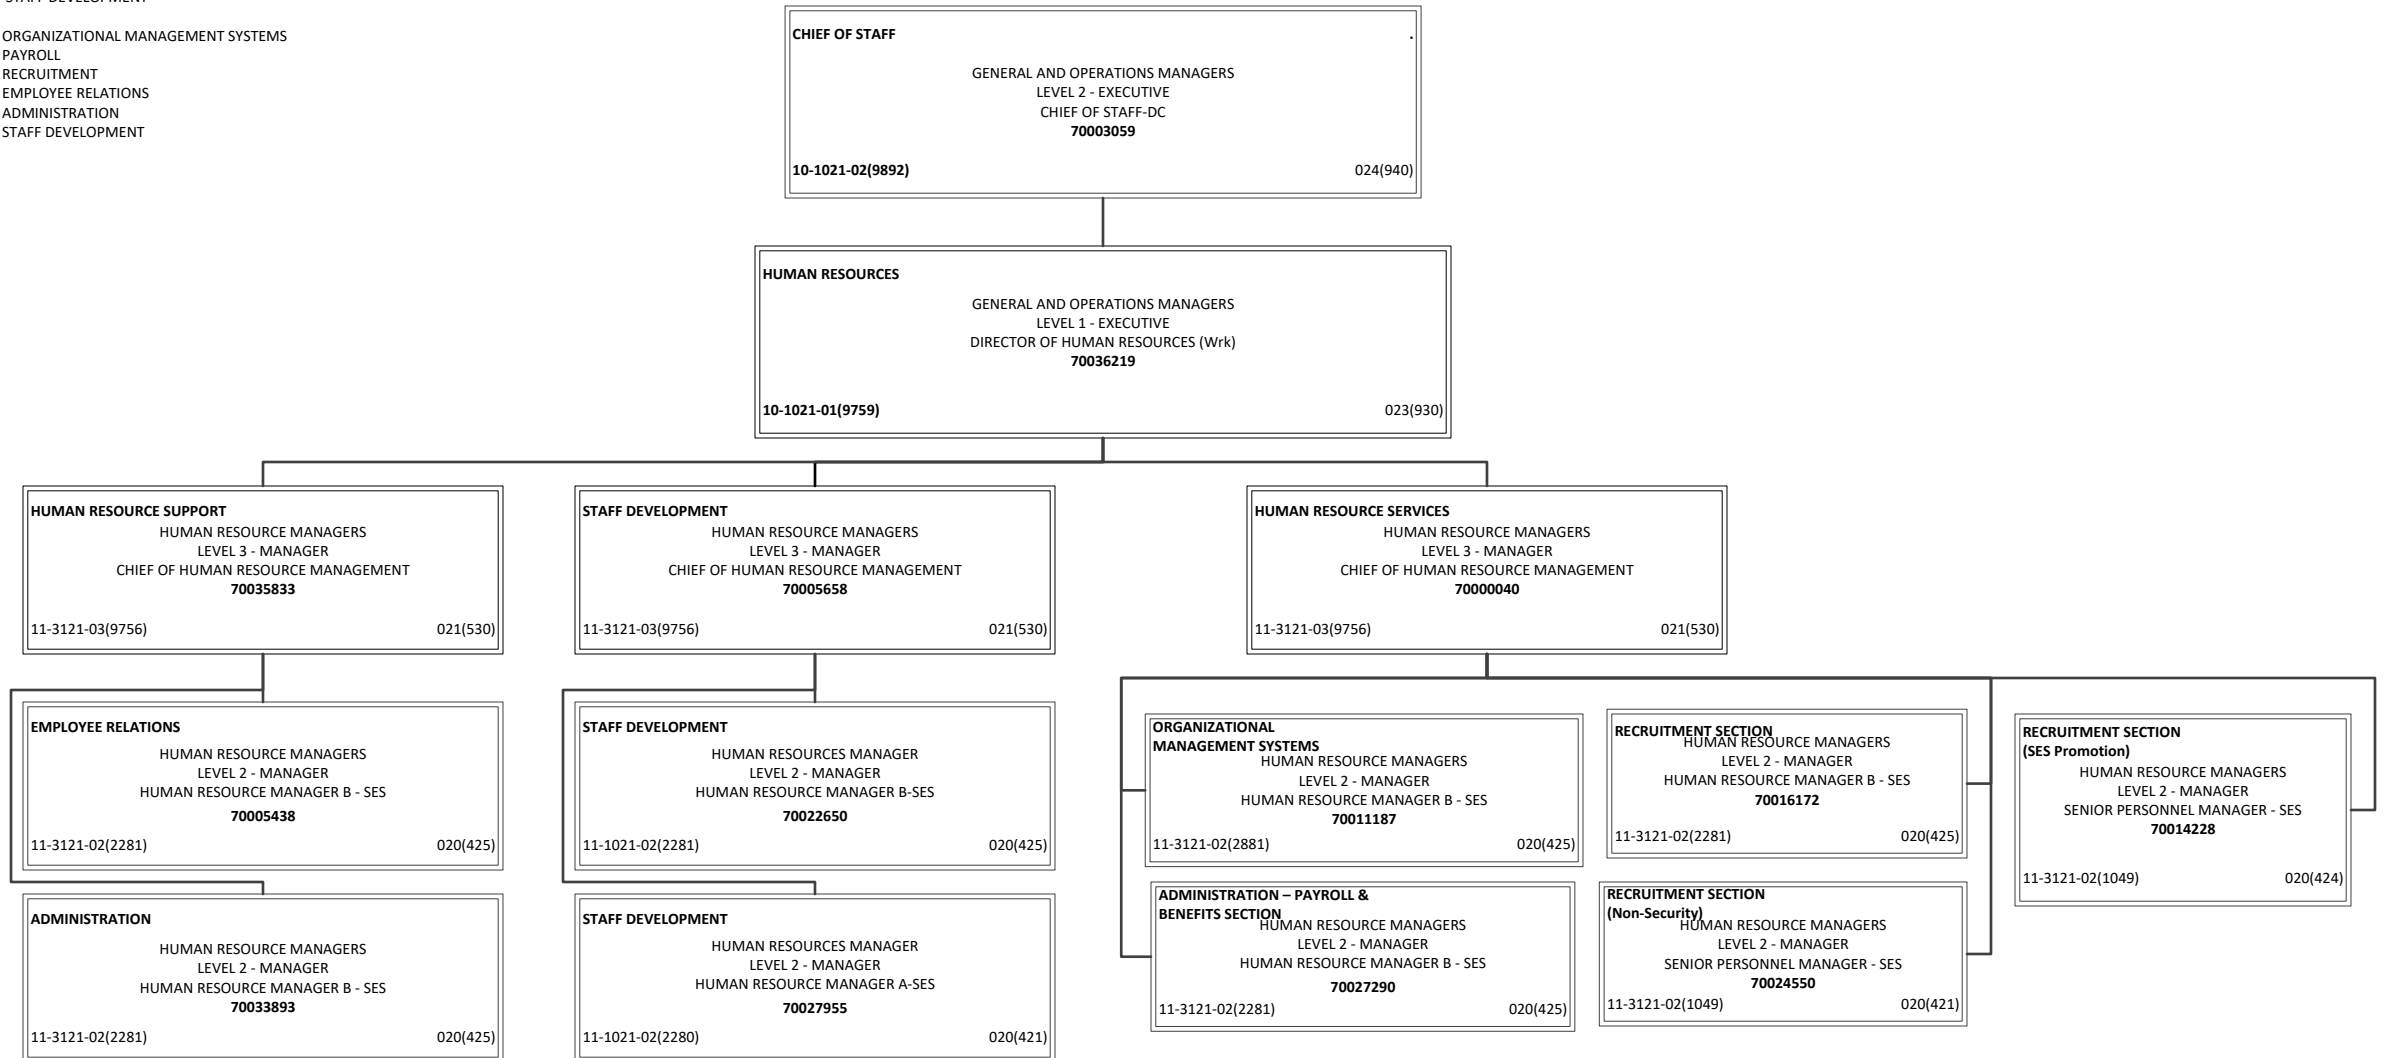 STAFF DEVELOPMENT
ORGANIZATIONAL MANAGEMENT SYSTEMS
PAYROLL
RECRUITMENT
EMPLOYEE RELATIONS
ADMINISTRATION
STAFF DEVELOPMENT
CHIEF OF STAFF .
GENERAL AND OPERATIONS MANAGERS
LEVEL 2 - EXECUTIVE
CHIEF OF STAFF-DC
70003059
10-1021-02(9892) 024(940)
HUMAN RESOURCES
GENERAL AND OPERATIONS MANAGERS
LEVEL 1 - EXECUTIVE
DIRECTOR OF HUMAN RESOURCES (Wrk)
70036219
10-1021-01(9759) 023(930)
HUMAN RESOURCE SUPPORT
HUMAN RESOURCE MANAGERS
LEVEL 3 - MANAGER
CHIEF OF HUMAN RESOURCE MANAGEMENT
70035833
11-3121-03(9756) 021(530)
STAFF DEVELOPMENT
HUMAN RESOURCE MANAGERS
LEVEL 3 - MANAGER
CHIEF OF HUMAN RESOURCE MANAGEMENT
70005658
11-3121-03(9756) 021(530)
HUMAN RESOURCE SERVICES
HUMAN RESOURCE MANAGERS
LEVEL 3 - MANAGER
CHIEF OF HUMAN RESOURCE MANAGEMENT
70000040
11-3121-03(9756) 021(530)
EMPLOYEE RELATIONS
HUMAN RESOURCE MANAGERS
LEVEL 2 - MANAGER
HUMAN RESOURCE MANAGER B - SES
70005438
11-3121-02(2281) 020(425)
STAFF DEVELOPMENT
HUMAN RESOURCES MANAGER
LEVEL 2 - MANAGER
HUMAN RESOURCE MANAGER B-SES
70022650
11-1021-02(2281) 020(425)
ORGANIZATIONAL
MANAGEMENT SYSTEMS
HUMAN RESOURCE MANAGERS
LEVEL 2 - MANAGER
HUMAN RESOURCE MANAGER B - SES
70011187
11-3121-02(2881) 020(425)
RECRUITMENT SECTION
HUMAN RESOURCE MANAGERS
LEVEL 2 - MANAGER
HUMAN RESOURCE MANAGER B - SES
70016172
11-3121-02(2281) 020(425)
RECRUITMENT SECTION
(SES Promotion)
HUMAN RESOURCE MANAGERS
LEVEL 2 - MANAGER
SENIOR PERSONNEL MANAGER - SES
70014228
11-3121-02(1049) 020(424)
ADMINISTRATION
HUMAN RESOURCE MANAGERS
LEVEL 2 - MANAGER
HUMAN RESOURCE MANAGER B - SES
70033893
11-3121-02(2281) 020(425)
STAFF DEVELOPMENT
HUMAN RESOURCES MANAGER
LEVEL 2 - MANAGER
HUMAN RESOURCE MANAGER A-SES
70027955
11-1021-02(2280) 020(421)
ADMINISTRATION – PAYROLL &
BENEFITS SECTION
HUMAN RESOURCE MANAGERS
LEVEL 2 - MANAGER
HUMAN RESOURCE MANAGER B - SES
70027290
11-3121-02(2281) 020(425)
RECRUITMENT SECTION
(Non-Security)
HUMAN RESOURCE MANAGERS
LEVEL 2 - MANAGER
SENIOR PERSONNEL MANAGER - SES
70024550
11-3121-02(1049) 020(421)